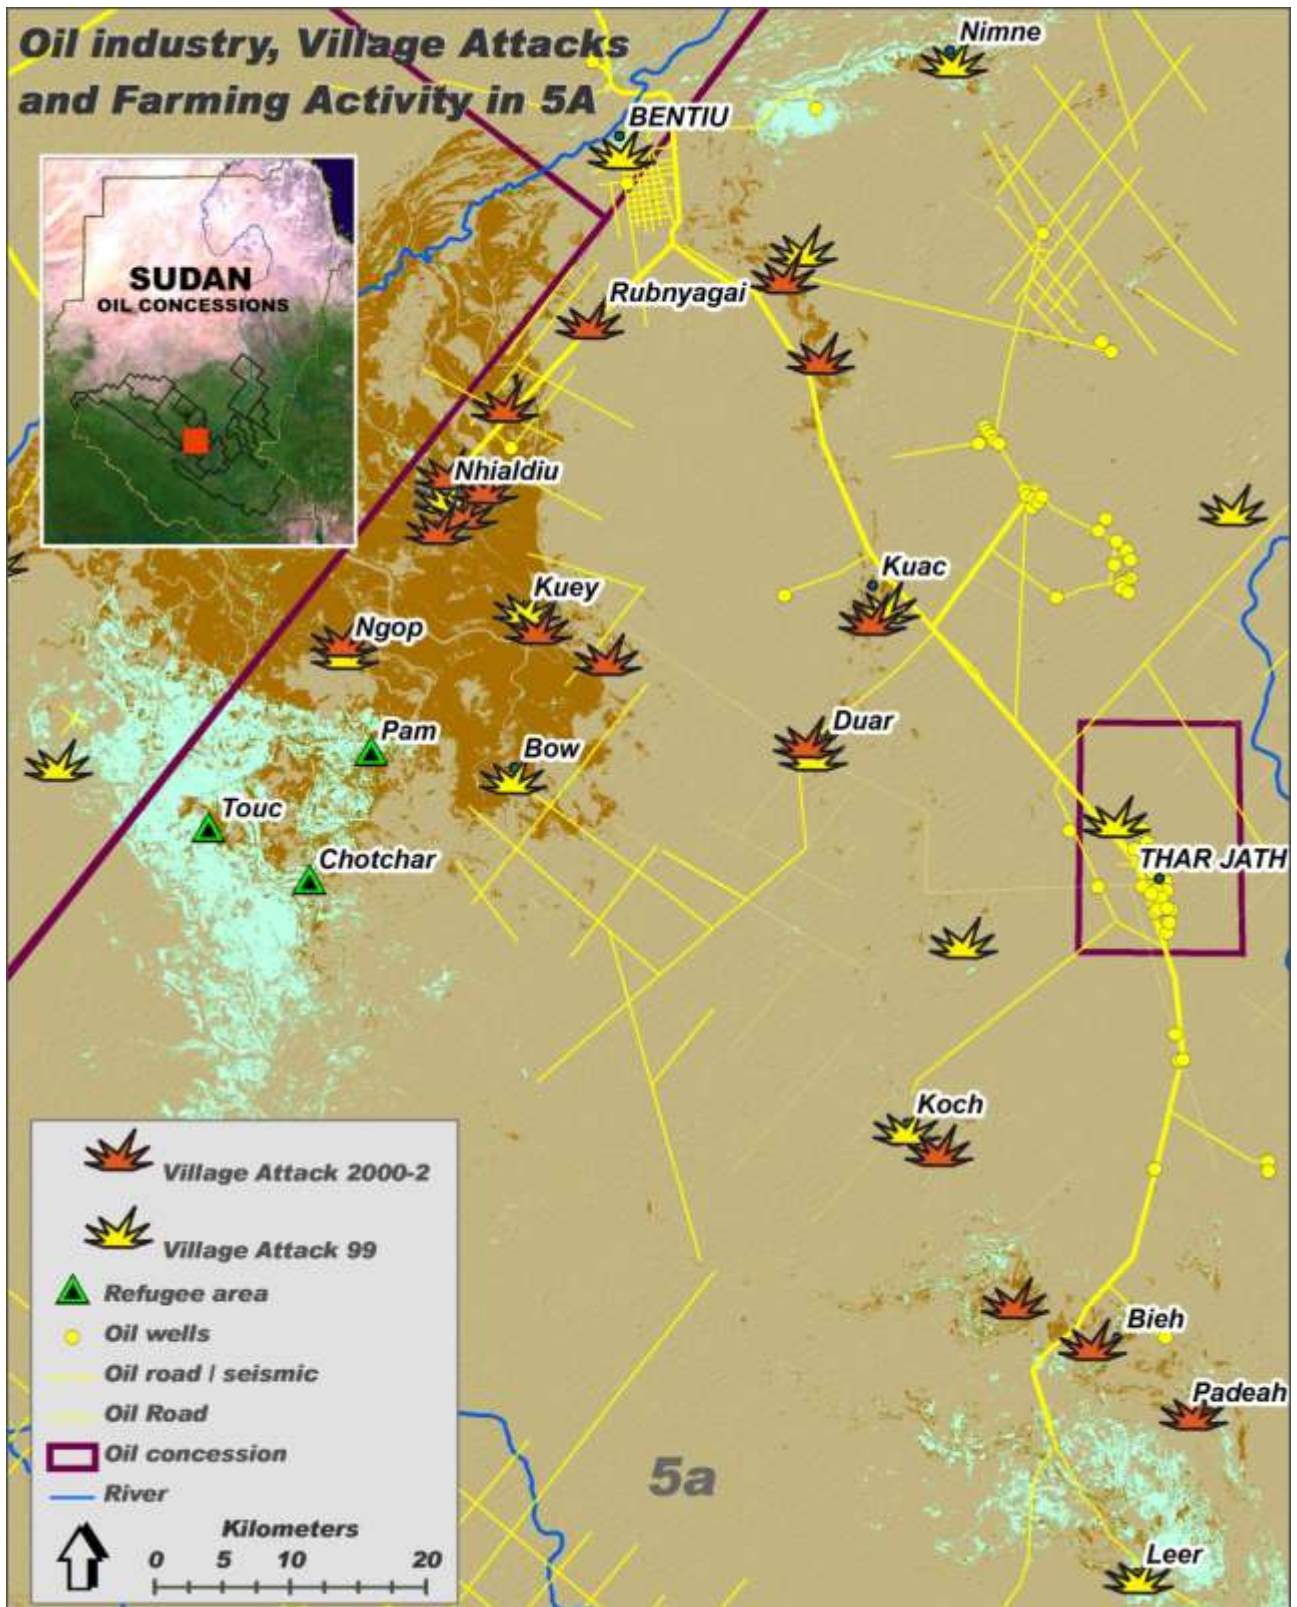 Oil industry, Village Attacks
and Farming Activity in 5A
Nimne
BENTIU
SUDAN
OIL CONCESSIONS
Rubnyagai
Nhialdiu
Kuac
Kuey
Ngop
Duar
Pam
Bow
Touc
Chotchar
THAR JATH
Koch
Village Attack 2000-2
Village Attack 99
Refugee area
Oil wells
Oil road / seismic
Oil Road
Oil concession
River
Kilometers
0 5 10 20
Bieh
Padeah
5a
Leer